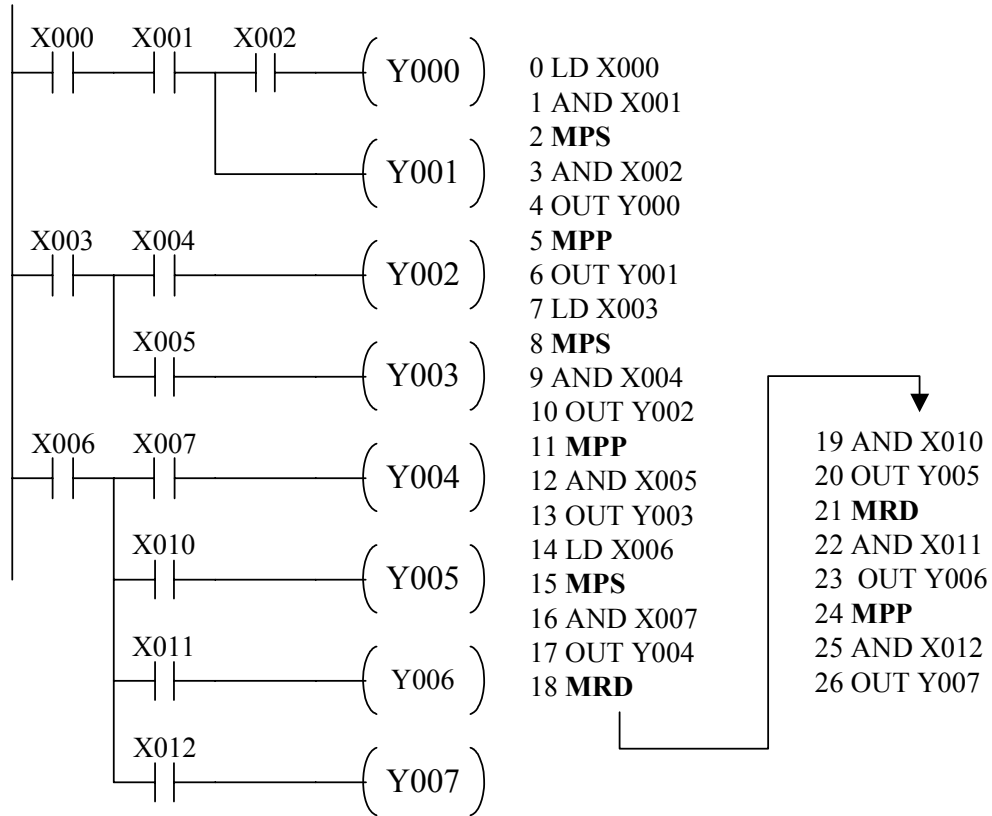 X000 X001 X002
Y000
Y001
X003 X004
Y002
X005
Y003
X006 X007
Y004
X010
Y005
X011
Y006
X012
Y007
0 LD X000
1 AND X001
2 MPS
3 AND X002
4 OUT Y000
5 MPP
6 OUT Y001
7 LD X003
8 MPS
9 AND X004
10 OUT Y002
11 MPP
12 AND X005
13 OUT Y003
14 LD X006
15 MPS
16 AND X007
17 OUT Y004
18 MRD
19 AND X010
20 OUT Y005
21 MRD
22 AND X011
23 OUT Y006
24 MPP
25 AND X012
26 OUT Y007